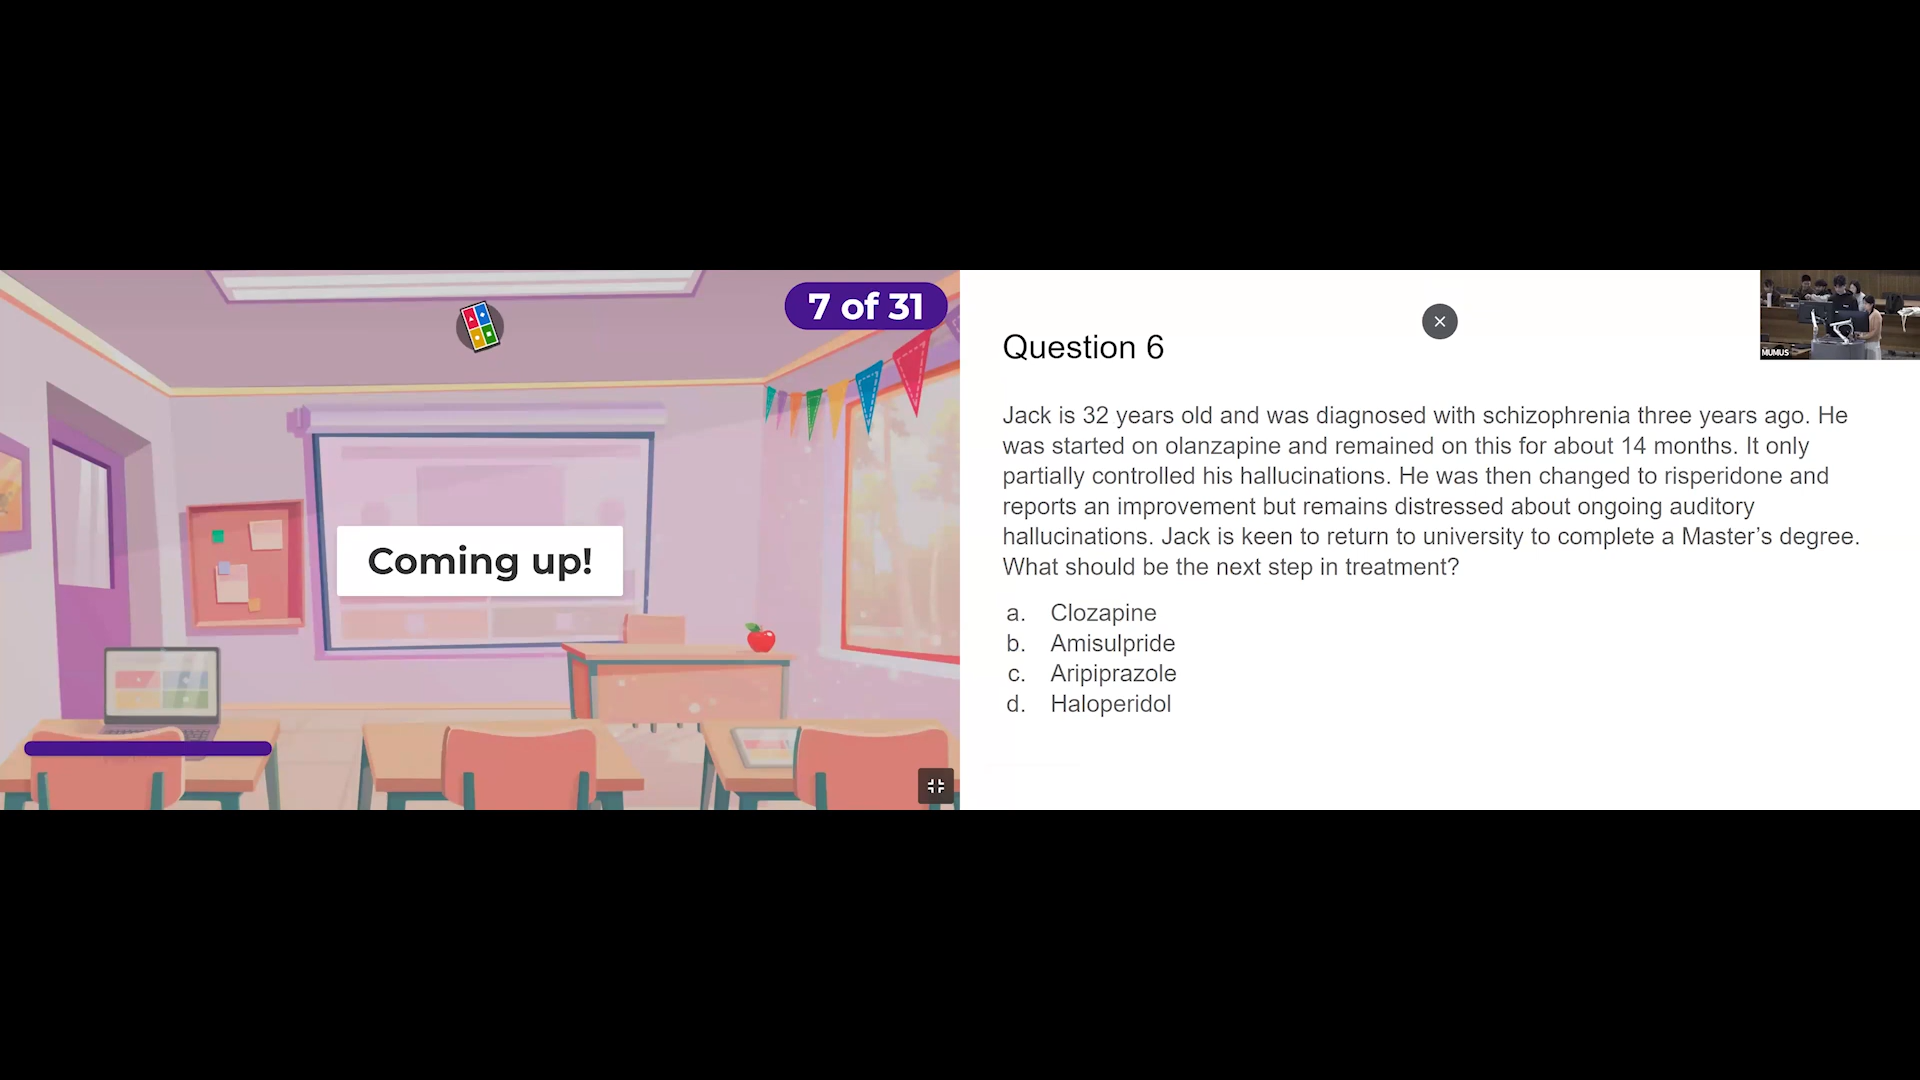 7 of 31
Coming up!
Question 6
MUMUS
Jack is 32 years old and was diagnosed with schizophrenia three years ago. He
was started on olanzapine and remained on this for about 14 months. It only
partially controlled his hallucinations. He was then changed to risperidone and
reports an improvement but remains distressed about ongoing auditory
hallucinations. Jack is keen to return to university to complete a Master’s degree.
What should be the next step in treatment?
a. Clozapine
b. Amisulpride
c. Aripiprazole
d. Haloperidol